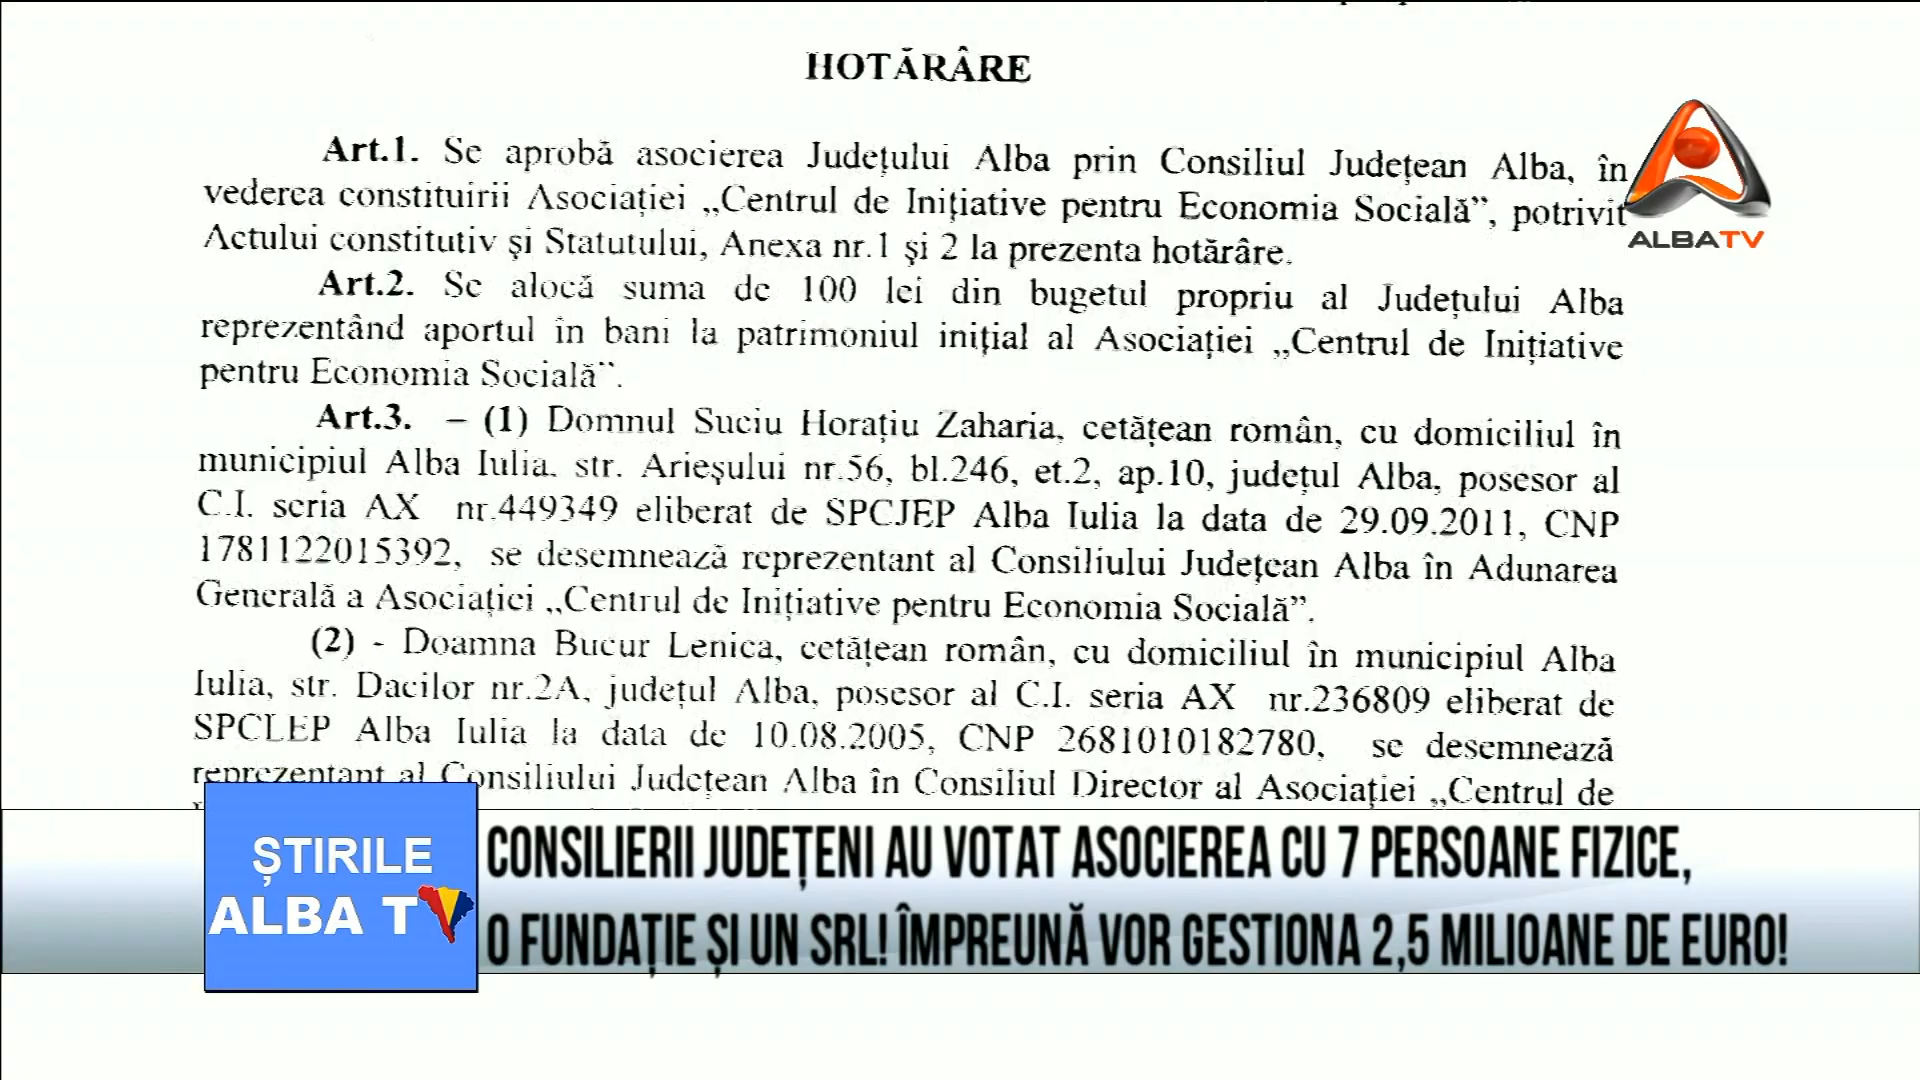 HOTĂRÂRE
Art.1. Se aprobă asocierea Județului Alba prin Consiliul Județean Alba, în
vederea constituirii Asociației „Centrul de Inițiative pentru Economia Socială”, potrivit
Actului constitutiv și Statutului, Anexa nr.1 și 2 la prezenta hotărâre.
Art.2. Se alocă suma de 100 lei din bugetul propriu al Județului Alba
reprezentând aportul în bani la patrimoniul inițial al Asociației „Centrul de Inițiative
pentru Economia Socială”.
Art.3. – (1) Domnul Suciu Horațiu Zaharia, cetățean român, cu domiciliul în
municipiul Alba Iulia, str. Arieșului nr.56, bl.246, et.2, ap.10, județul Alba, posesor al
C.I. seria AX nr.449349 eliberat de SPCJEP Alba Iulia la data de 29.09.2011, CNP
1781122015392, se desemnează reprezentant al Consiliului Județean Alba în Adunarea
Generală a Asociației „Centrul de Inițiative pentru Economia Socială”.
(2) - Doamna Bucur Lenica, cetățean român, cu domiciliul în municipiul Alba
Iulia, str. Dacilor nr.2A, județul Alba, posesor al C.I. seria AX nr.236809 eliberat de
SPCLEP Alba Iulia la data de 10.08.2005, CNP 2681010182780, se desemnează
reprezentant al Consiliului Județean Alba în Consiliul Director al Asociației „Centrul de
ALBATV
ȘTIRILE
ALBA TV
CONSILIERII JUDEȚENI AU VOTAT ASOCIEREA CU 7 PERSOANE FIZICE,
O FUNDAȚIE ȘI UN SRL! ÎMPREUNĂ VOR GESTIONA 2,5 MILIOANE DE EURO!